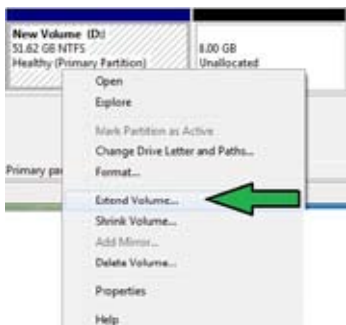 New Volume (D:)
51.62 GB NTFS
Healthy (Primary Partition)
8.00 GB
Unallocated
Open
Explore
Mark Partition as Active
Change Drive Letter and Paths...
Format...
Primary pa
Extend Volume...
Shrink Volume...
Add Mirror...
Delete Volume...
Properties
Help